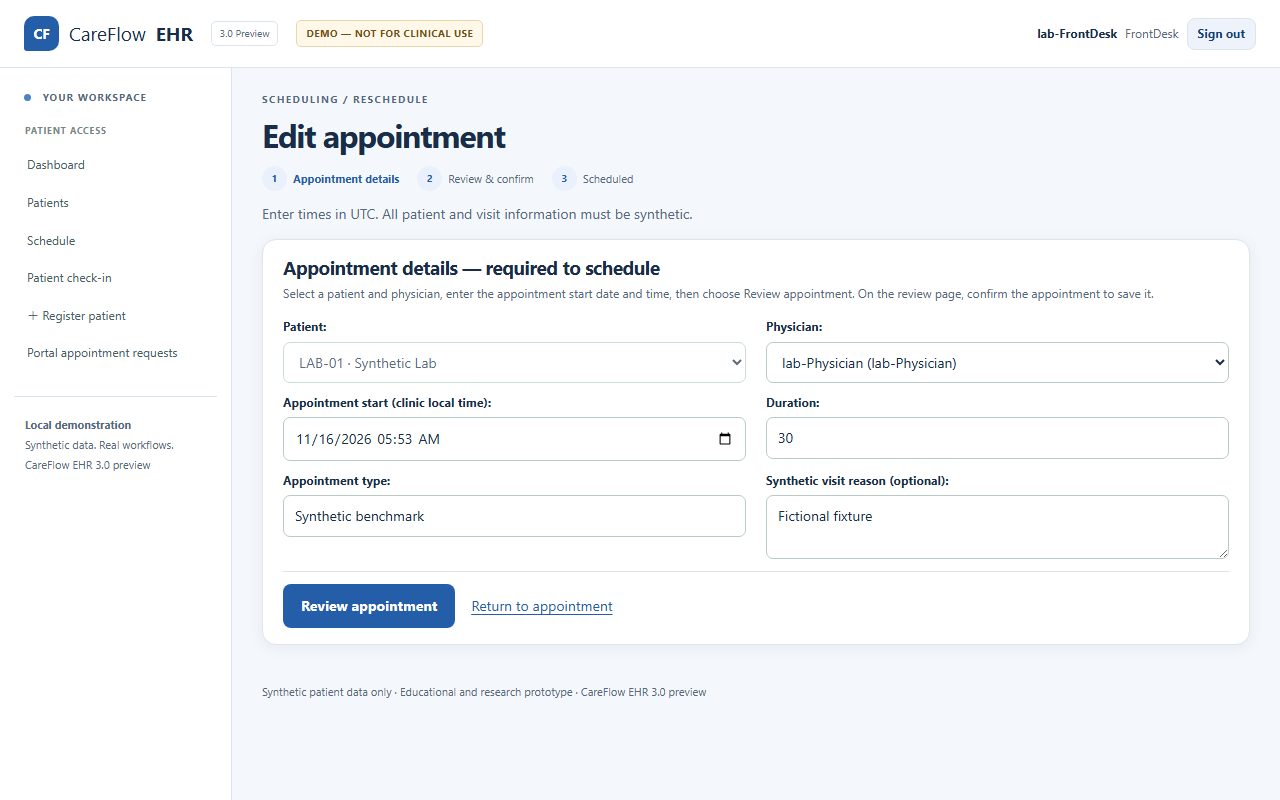 CF CareFlow EHR 3.0 Preview DEMO — NOT FOR CLINICAL USE lab-FrontDesk FrontDesk Sign out
YOUR WORKSPACE
PATIENT ACCESS
Dashboard
Patients
Schedule
Patient check-in
+ Register patient
Portal appointment requests
Local demonstration
Synthetic data. Real workflows.
CareFlow EHR 3.0 preview
SCHEDULING / RESCHEDULE
Edit appointment
1 Appointment details 2 Review & confirm 3 Scheduled
Enter times in UTC. All patient and visit information must be synthetic.
Appointment details — required to schedule
Select a patient and physician, enter the appointment start date and time, then choose Review appointment. On the review page, confirm the appointment to save it.
Patient: Physician:
LAB-01 · Synthetic Lab lab-Physician (lab-Physician)
Appointment start (clinic local time): Duration:
11/16/2026 05:53 AM 30
Appointment type: Synthetic visit reason (optional):
Synthetic benchmark Fictional fixture
Review appointment Return to appointment
Synthetic patient data only · Educational and research prototype · CareFlow EHR 3.0 preview